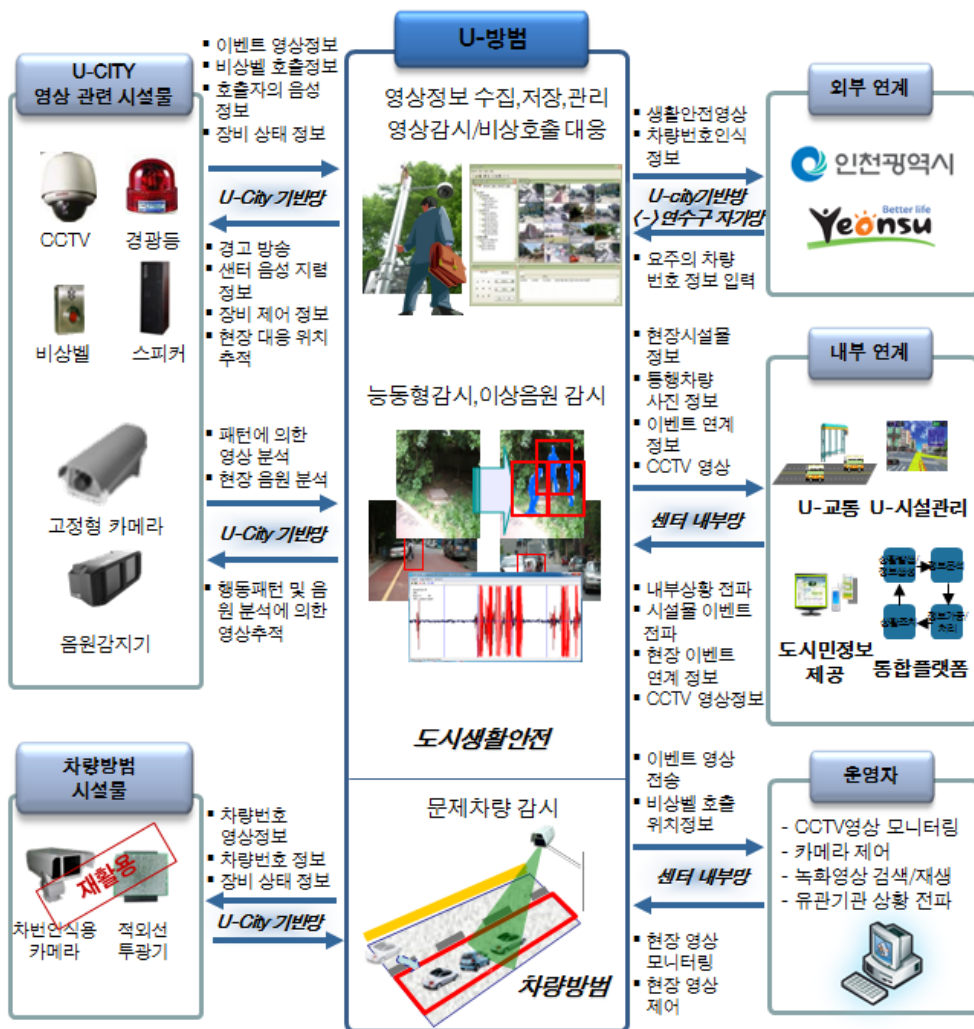 U-CITY
영상 관련 시설물
CCTV
경광등
비상벨
스피커
고정형 카메라
음원감지기
▪ 이벤트 영상정보
▪ 비상벨 호출정보
▪ 호출자의 음성
정보
▪ 장비 상태 정보
U-City 기반망
▪ 경고 방송
▪ 샌터 음성 지렴
정보
▪ 장비 제어 정보
▪ 현장 대응 위치
추적
▪ 패턴에 의한
영상 분석
▪ 현장 음원 분석
U-City 기반망
▪ 행동패턴 및 음
원 분석에 의한
영상추적
차량방범
시설물
재활용
차번인식용
카메라
적외선
투광기
▪ 차량번호
영상정보
▪ 차량번호 정보
▪ 장비 상태 정보
U-City 기반망
U-방범
영상정보 수집,저장,관리
영상감시/비상호출 대응
능동형감시,이상음원 감시
도시생활안전
문제차량 감시
차량방범
▪ 생활안전영상
▪ 차량번호인식
정보
U-city기반방
<-> 연수구 자가망
▪ 요주의 차량
번호 정보 입력
▪ 현장시설물
정보
▪ 통행차량
사진 정보
▪ 이벤트 연계
정보
▪ CCTV 영상
센터 내부망
▪ 내부상황 전파
▪ 시설물 이벤트
전파
▪ 현장 이벤트
연계 정보
▪ CCTV 영상정보
▪ 이벤트 영상
전송
▪ 비상벨 호출
위치정보
센터 내부망
▪ 현장 영상
모니터링
▪ 현장 영상
제어
외부 연계
인천광역시
Better life
Yeonsu
내부 연계
U-교통
U-시설관리
도시민정보
제공
통합플랫폼
운영자
- CCTV영상 모니터링
- 카메라 제어
- 녹화영상 검색/재생
- 유관기관 상황 전파